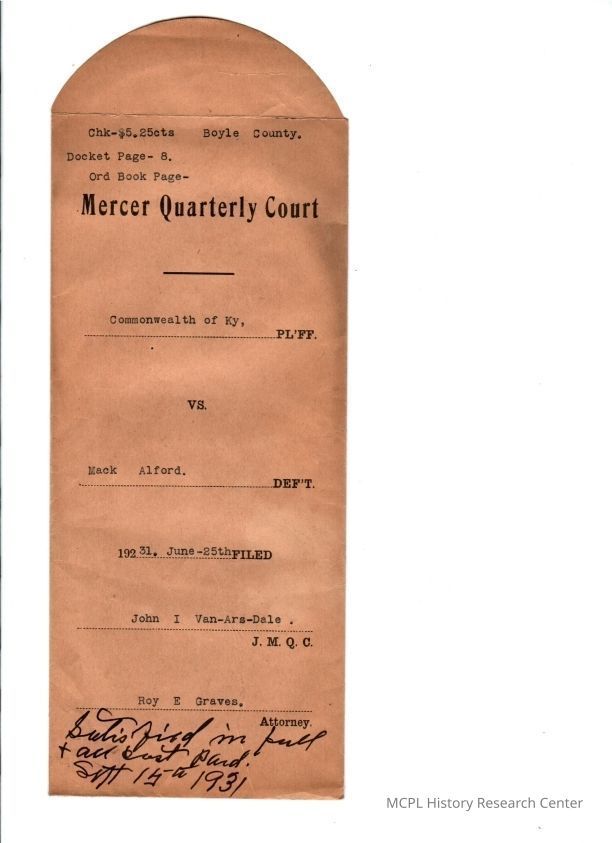 Chk-$5.25cts Boyle County.
Docket Page- 8.
Ord Book Page-
Mercer Quarterly Court
Commonwealth of Ky,
PL'FF.
VS.
Mack Alford.
DEF'T.
192 31. June-25th FILED
John I Van-Ars-Dale .
J. M. Q. C.
Roy E Graves.
Attorney.
Satisfied in full
+ all cost paid.
Sept 15th 1931
MCPL History Research Center